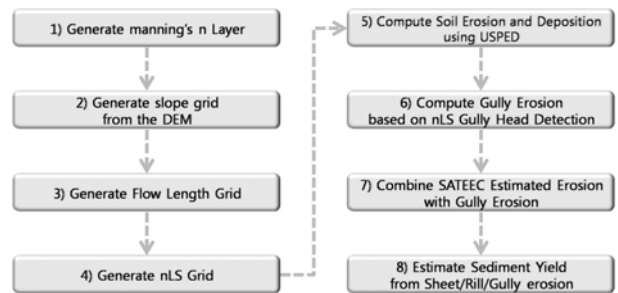 1) Generate manning's n Layer
2) Generate slope grid
from the DEM
3) Generate Flow Length Grid
4) Generate nLS Grid
5) Compute Soil Erosion and Deposition
using USPED
6) Compute Gully Erosion
based on nLS Gully Head Detection
7) Combine SATEEC Estimated Erosion
with Gully Erosion
8) Estimate Sediment Yield
from Sheet/Rill/Gully erosion